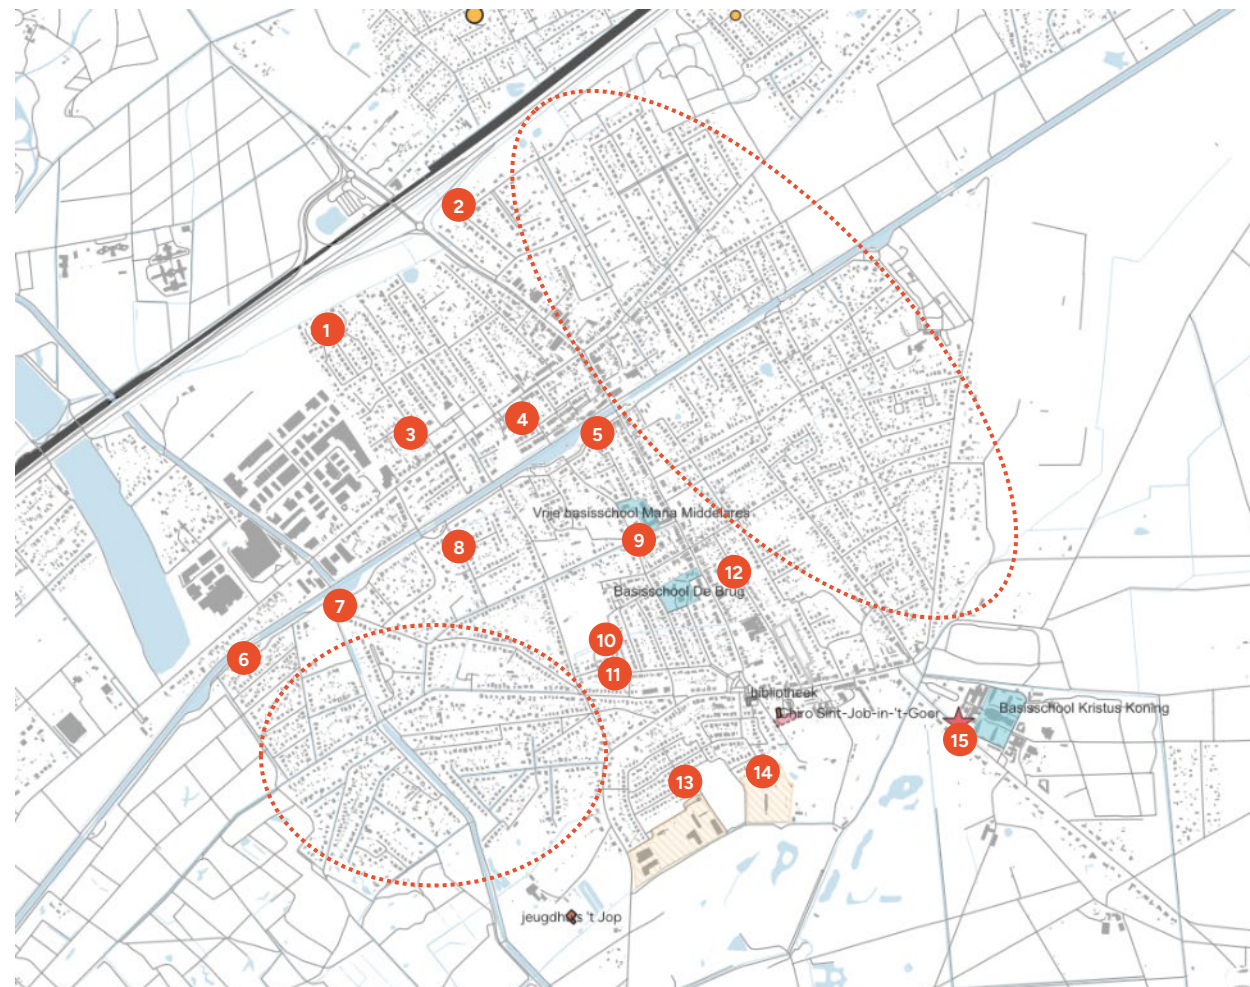 2
1
4
3
5
Vrije basisschool Maria Middelares
9
8
12
Basisschool De Brug
7
10
6
11
bibliotheek
Chiro Sint-Job-in-'t-Goor
Basisschool Kristus Koning
15
14
13
jeugdhuis 't Jop